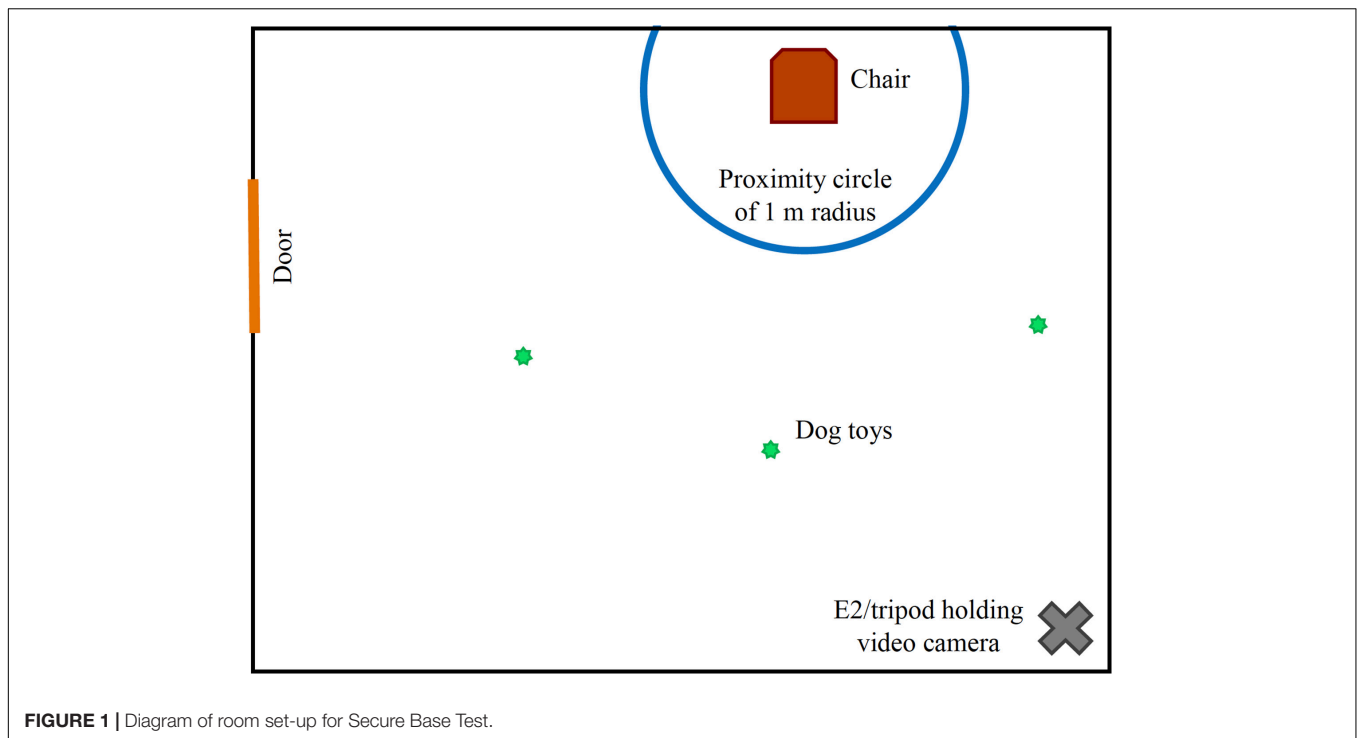 Chair
Proximity circle
of 1 m radius
Door
Dog toys
E2/tripod holding
video camera
FIGURE 1 | Diagram of room set-up for Secure Base Test.